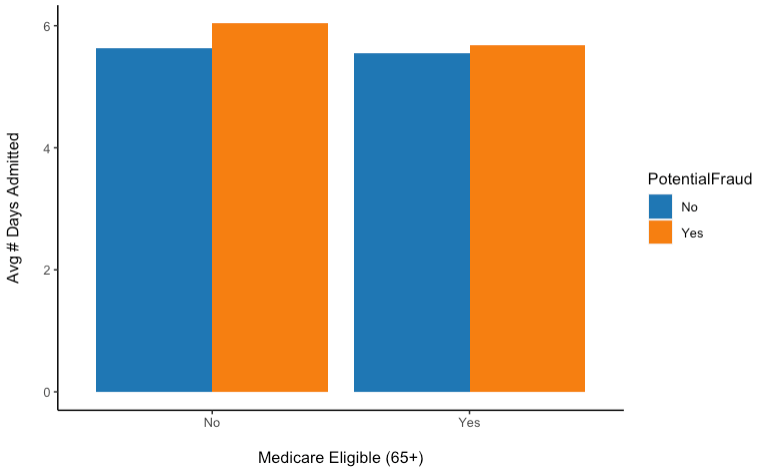 6
4
2
0
Avg # Days Admitted
No
Yes
Medicare Eligible (65+)
PotentialFraud
No
Yes